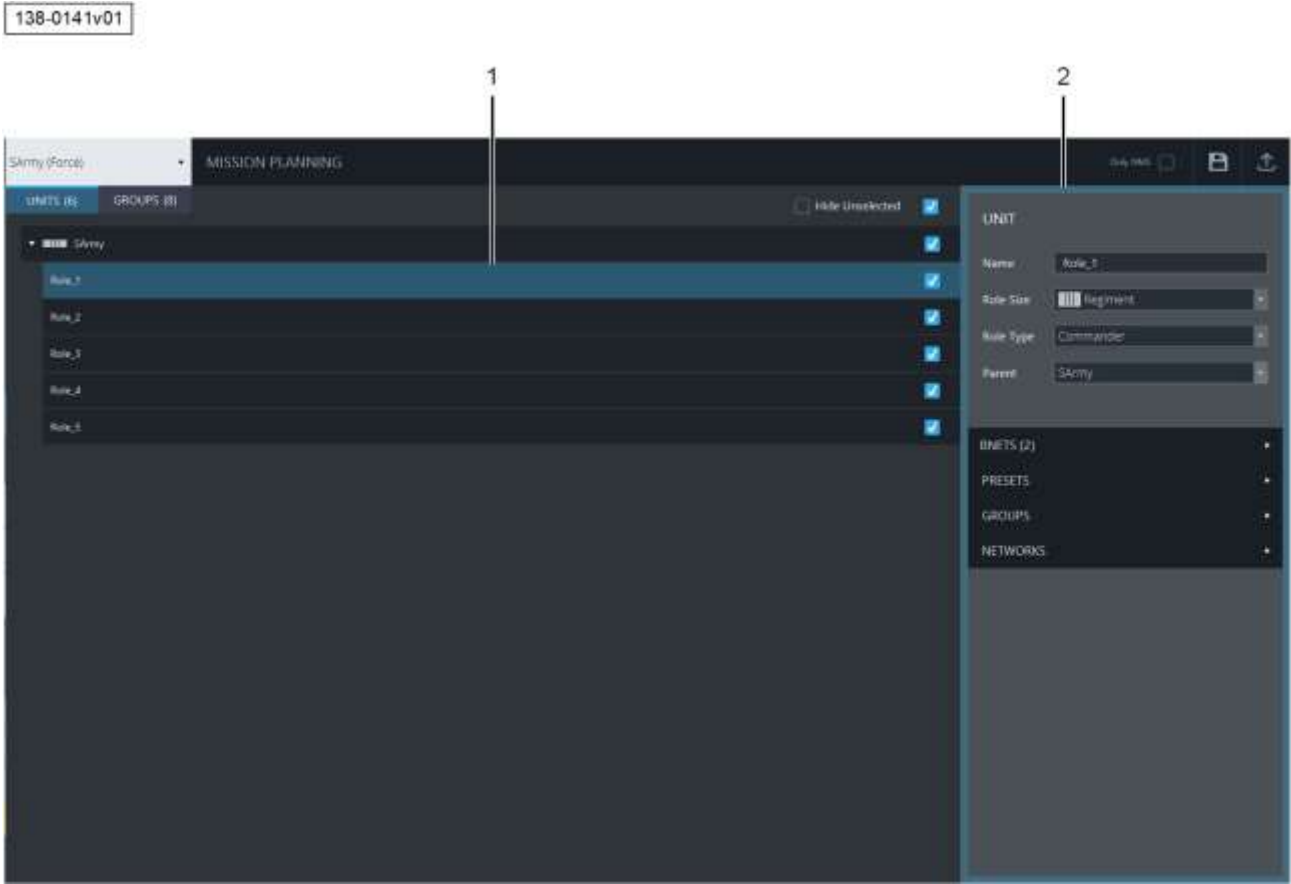 138-0141v01
1 2
SArmy (Force) MISSION PLANNING
UNITS (6) GROUPS (8) Hide Unselected
SArmy
Role_1
Role_2
Role_3
Role_4
Role_5
UNIT
Name Role_1
Role Size Regiment
Role Type Commander
Parent SArmy
BNETS (2)
PRESETS
GROUPS
NETWORKS